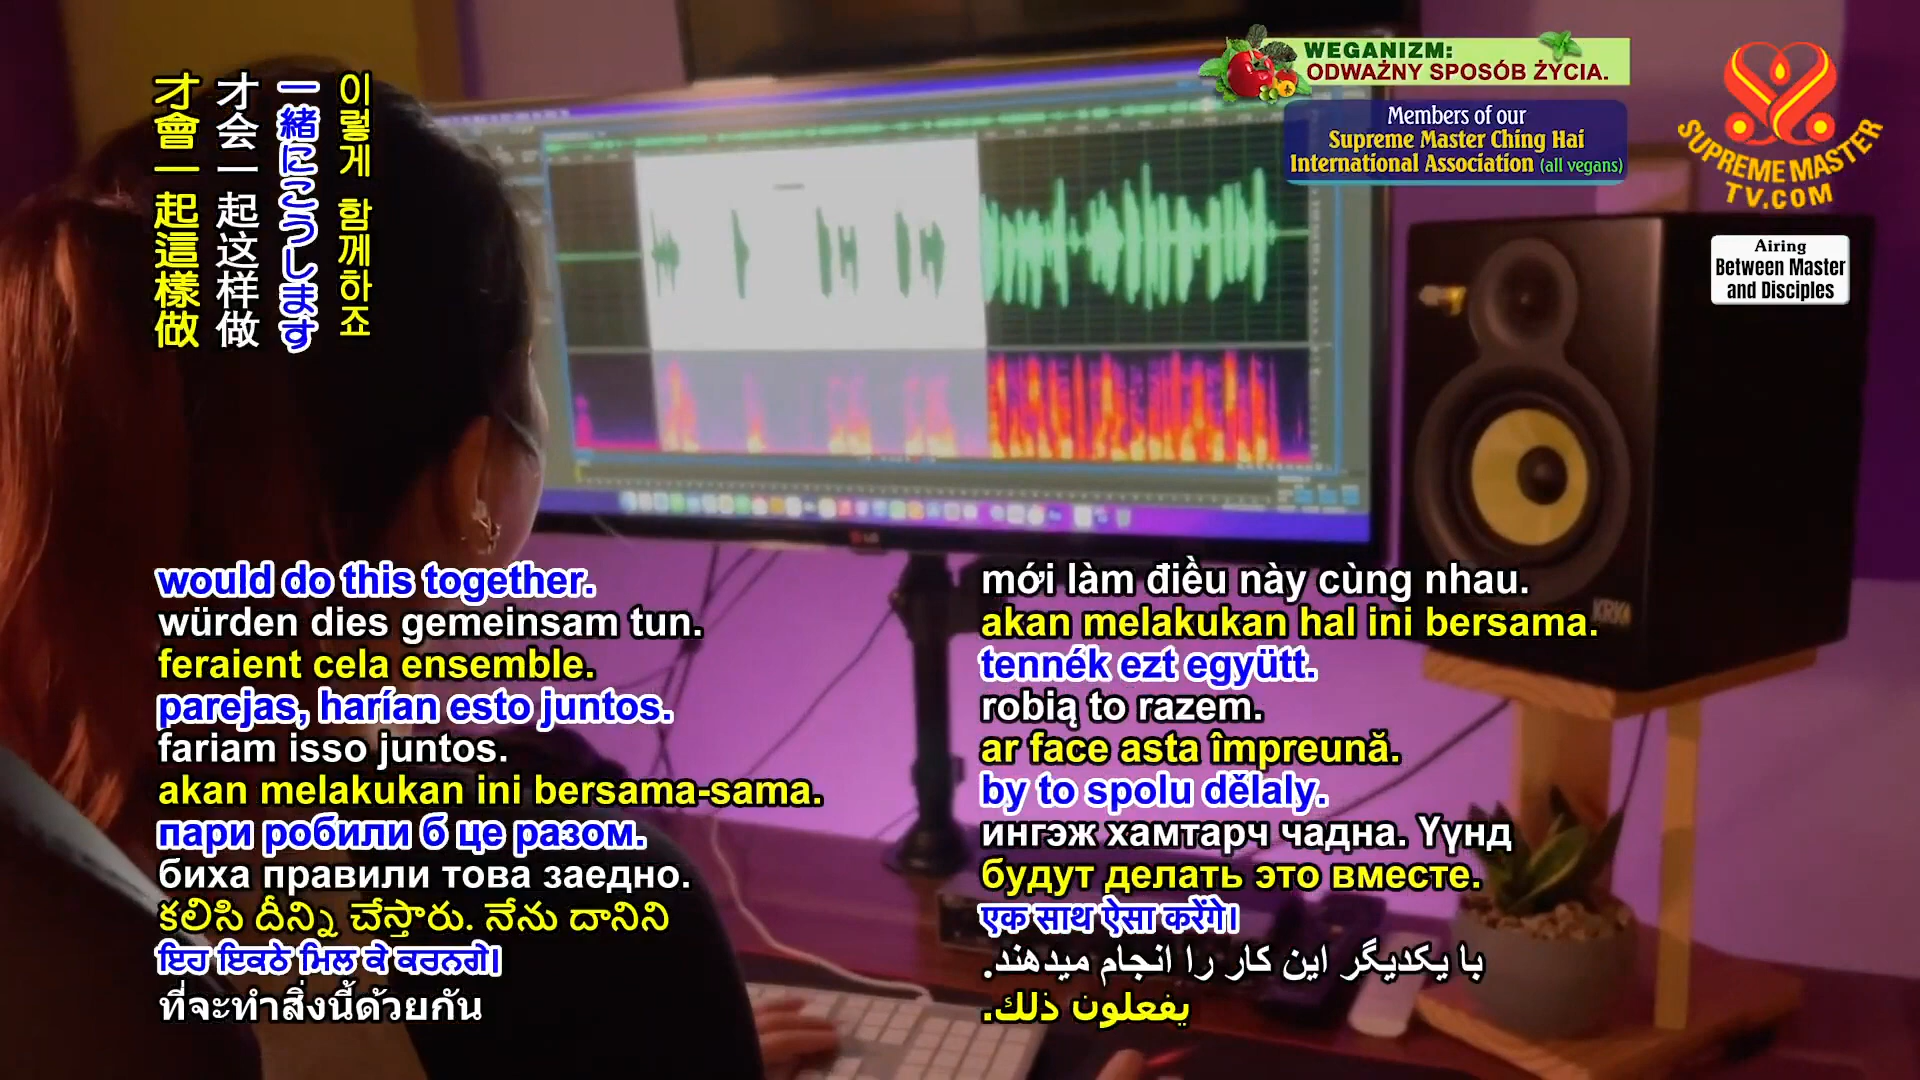 이렇게 함께하죠
一緒にこうします
才会一起这样做
才會一起這樣做
WEGANIZM:
ODWAŻNY SPOSÓB ŻYCIA.
Members of our
Supreme Master Ching Hai
International Association (all vegans)
SUPREME MASTER
TV.COM
Airing
Between Master
and Disciples
would do this together.
würden dies gemeinsam tun.
feraient cela ensemble.
parejas, harían esto juntos.
fariam isso juntos.
akan melakukan ini bersama-sama.
пари робили б це разом.
биха правили това заедно.
కలిసి దీన్ని చేస్తారు. నేను దానిని
ਇਹ ਇਕਠੇ ਮਿਲ ਕੇ ਕਰਨਗੇ।
ที่จะทำสิ่งนี้ด้วยกัน
mới làm điều này cùng nhau.
akan melakukan hal ini bersama.
tennék ezt együtt.
robią to razem.
ar face asta împreună.
by to spolu dělaly.
ингэж хамтарч чадна. Үүнд
будут делать это вместе.
एक साथ ऐसा करेंगे।
با یکدیگر این کار را انجام میدهند.
يفعلون ذلك.
LG
KRK